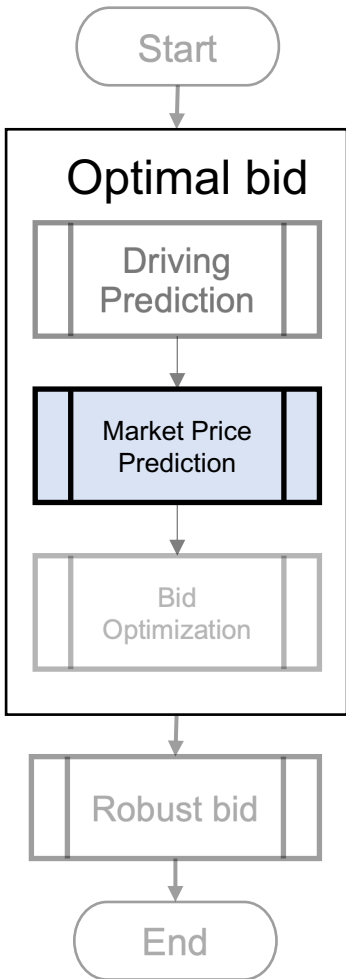 Start
Optimal bid
Driving
Prediction
Market Price
Prediction
Bid
Optimization
Robust bid
End